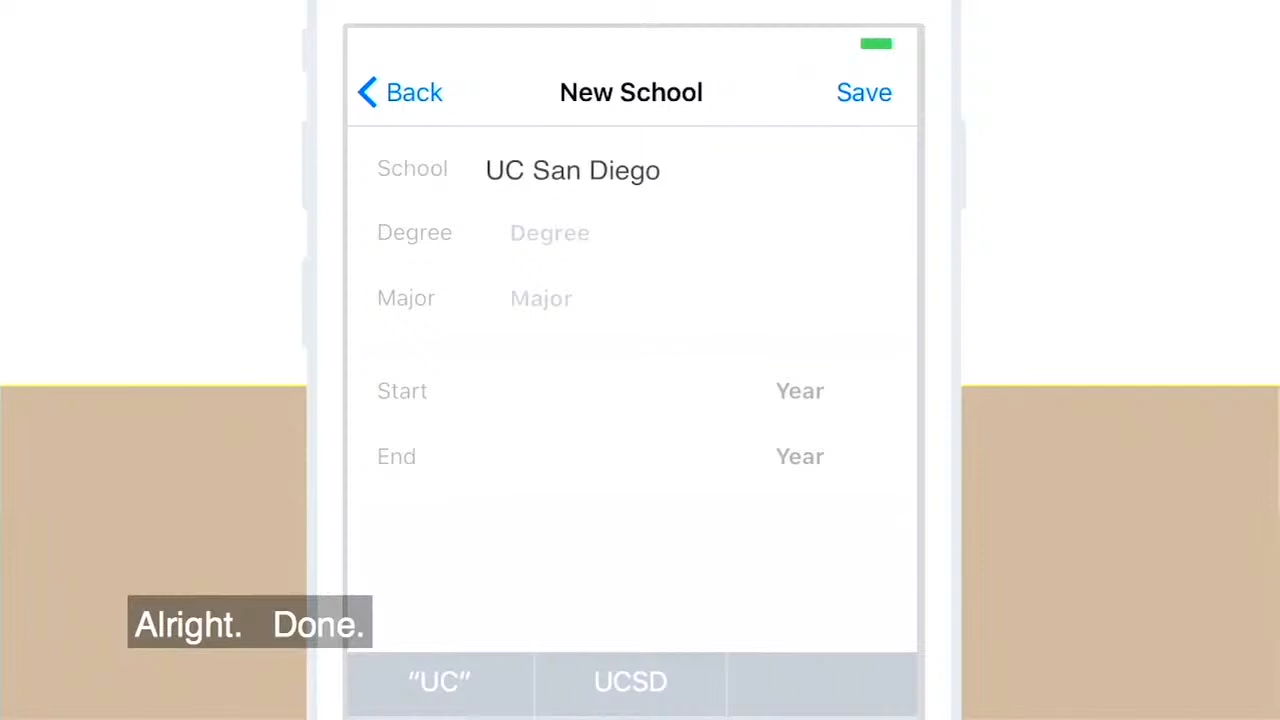 Back New School Save
School UC San Diego
Degree Degree
Major Major
Start Year
End Year
Alright. Done.
“UC” UCSD